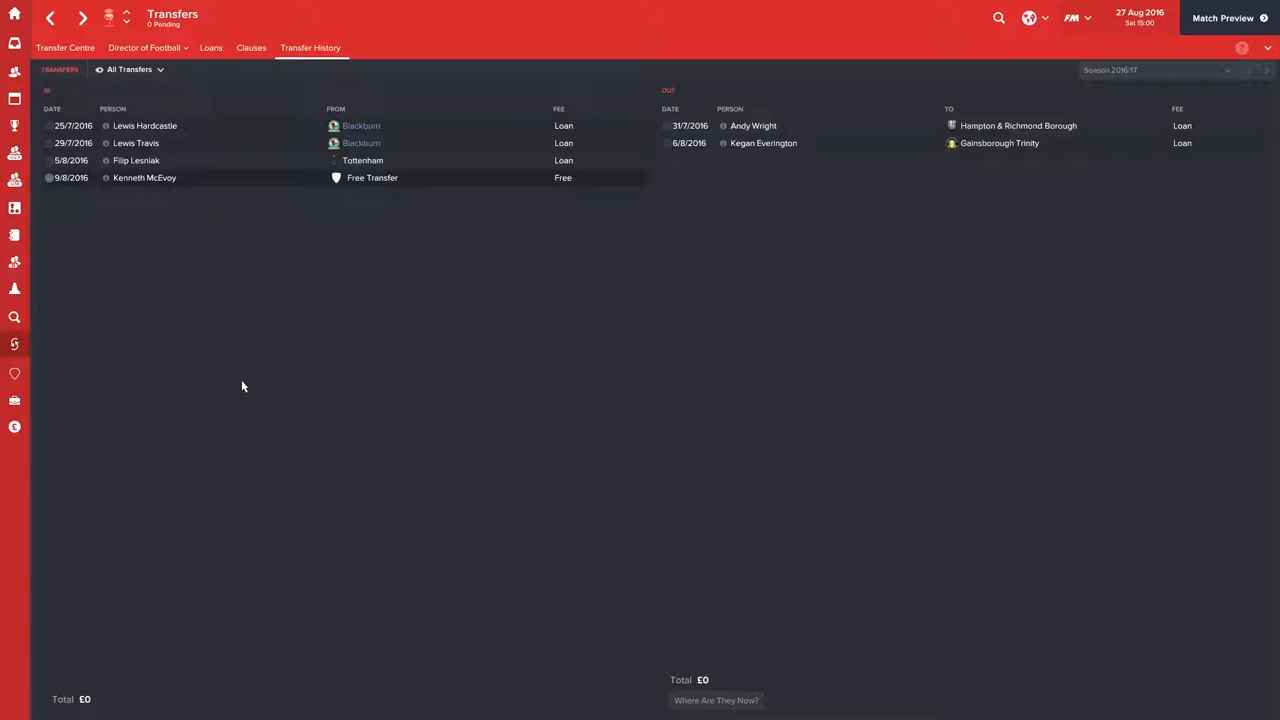 Transfers
0 Pending
FM
27 Aug 2016
Sat 15:00
Match Preview
Transfer Centre Director of Football Loans Clauses Transfer History
TRANSFERS All Transfers Season 2016/17
IN
DATE PERSON FROM FEE
25/7/2016 Lewis Hardcastle Blackburn Loan
29/7/2016 Lewis Travis Blackburn Loan
5/8/2016 Filip Lesniak Tottenham Loan
9/8/2016 Kenneth McEvoy Free Transfer Free
Total £0
OUT
DATE PERSON TO FEE
31/7/2016 Andy Wright Hampton & Richmond Borough Loan
6/8/2016 Kegan Everington Gainsborough Trinity Loan
Total £0
Where Are They Now?